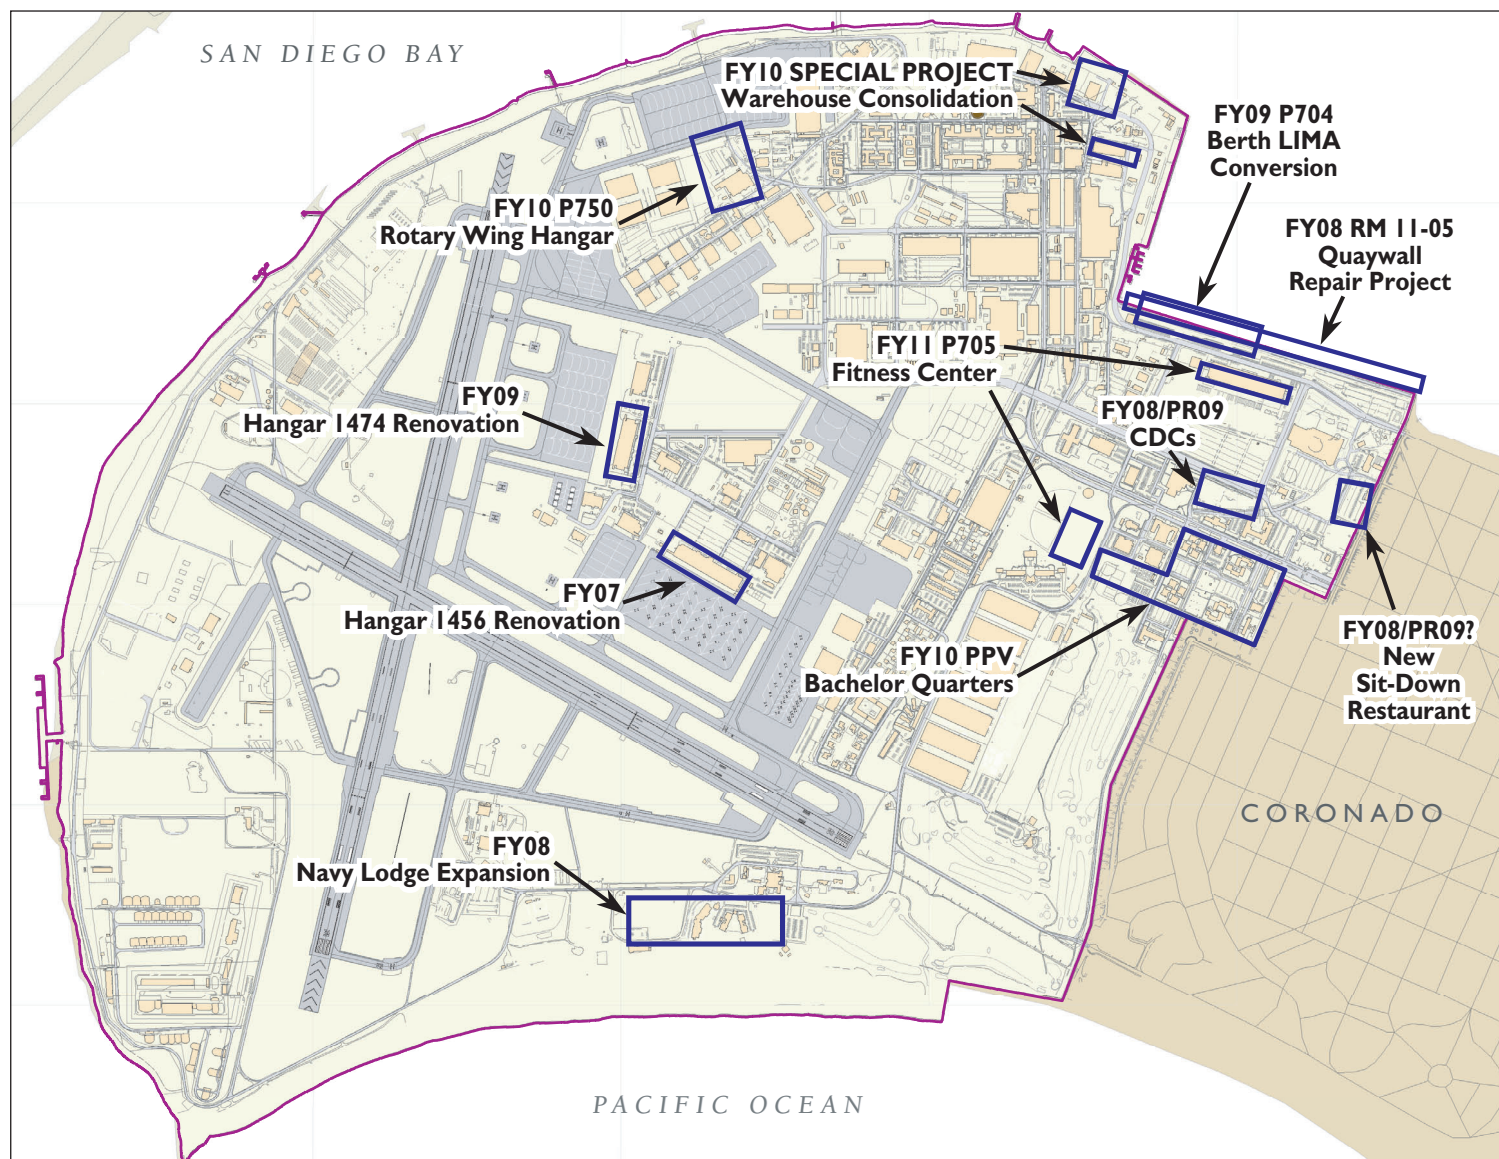 SAN DIEGO BAY
FY10 SPECIAL PROJECT
Warehouse Consolidation
FY09 P704
Berth LIMA
Conversion
FY10 P750
Rotary Wing Hangar
FY08 RM 11-05
Quaywall
Repair Project
FY11 P705
Fitness Center
FY09
Hangar 1474 Renovation
FY08/PR09
CDCs
FY07
Hangar 1456 Renovation
FY10 PPV
Bachelor Quarters
FY08/PR09?
New
Sit-Down
Restaurant
CORONADO
FY08
Navy Lodge Expansion
PACIFIC OCEAN